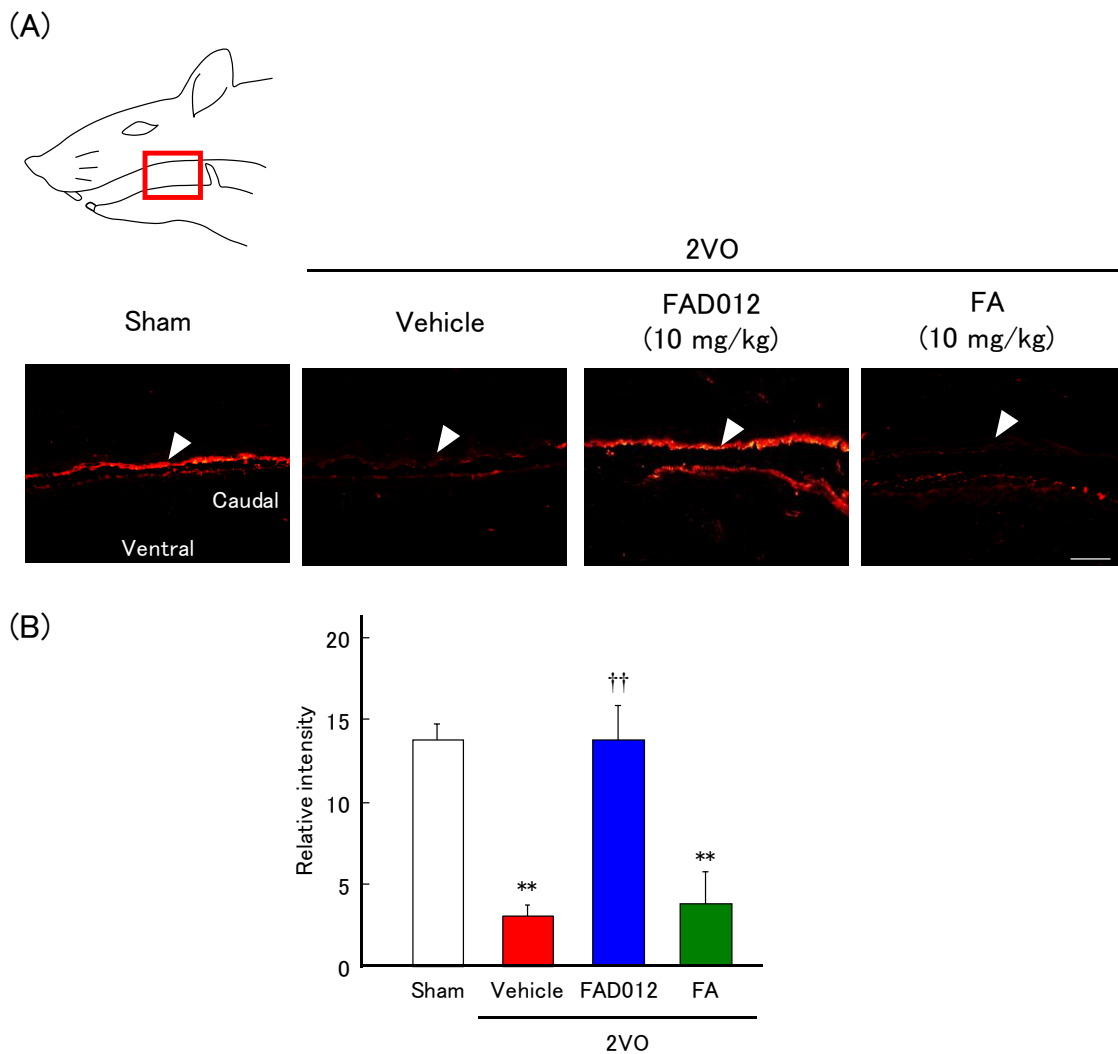 (A)
2VO
Sham
Vehicle
FAD012
(10 mg/kg)
FA
(10 mg/kg)
Caudal
Ventral
(B)
Relative intensity
20
15
10
5
0
**
††
**
Sham
Vehicle
FAD012
FA
2VO